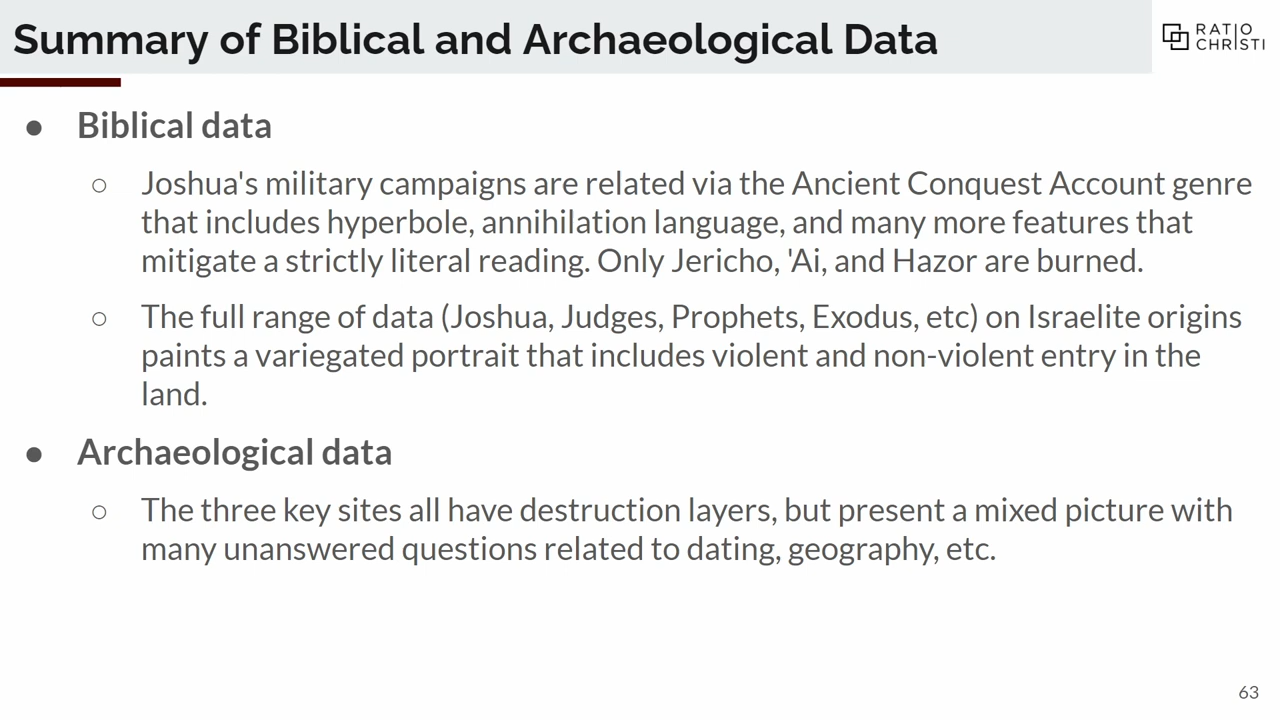 Summary of Biblical and Archaeological Data
RATIO
CHRISTI
● Biblical data
○ Joshua's military campaigns are related via the Ancient Conquest Account genre
that includes hyperbole, annihilation language, and many more features that
mitigate a strictly literal reading. Only Jericho, 'Ai, and Hazor are burned.
○ The full range of data (Joshua, Judges, Prophets, Exodus, etc) on Israelite origins
paints a variegated portrait that includes violent and non-violent entry in the
land.
● Archaeological data
○ The three key sites all have destruction layers, but present a mixed picture with
many unanswered questions related to dating, geography, etc.
63